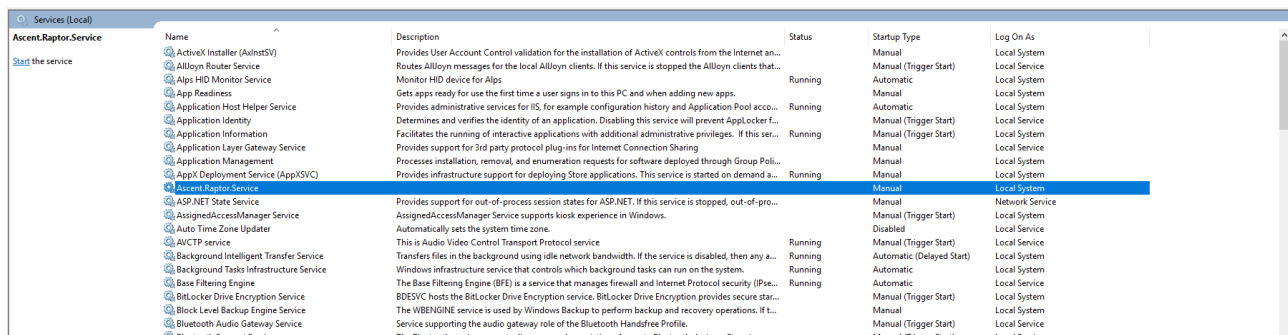 Services (Local)
Ascent.Raptor.Service
Start the service
Name Description Status Startup Type Log On As
ActiveX Installer (AxInstSV) Provides User Account Control validation for the installation of ActiveX controls from the Internet an... Manual Local System
AllJoyn Router Service Routes AllJoyn messages for the local AllJoyn clients. If this service is stopped the AllJoyn clients that... Manual (Trigger Start) Local Service
Alps HID Monitor Service Monitor HID device for Alps Running Automatic Local System
App Readiness Gets apps ready for use the first time a user signs in to this PC and when adding new apps. Manual Local System
Application Host Helper Service Provides administrative services for IIS, for example configuration history and Application Pool acco... Running Automatic Local System
Application Identity Determines and verifies the identity of an application. Disabling this service will prevent AppLocker f... Manual (Trigger Start) Local Service
Application Information Facilitates the running of interactive applications with additional administrative privileges. If this ser... Running Manual (Trigger Start) Local System
Application Layer Gateway Service Provides support for 3rd party protocol plug-ins for Internet Connection Sharing Manual Local Service
Application Management Processes installation, removal, and enumeration requests for software deployed through Group Poli... Manual Local System
AppX Deployment Service (AppXSVC) Provides infrastructure support for deploying Store applications. This service is started on demand a... Running Manual Local System
Ascent.Raptor.Service Manual Local System
ASP.NET State Service Provides support for out-of-process session states for ASP.NET. If this service is stopped, out-of-pro... Manual Network Service
AssignedAccessManager Service AssignedAccessManager Service supports kiosk experience in Windows. Manual (Trigger Start) Local System
Auto Time Zone Updater Automatically sets the system time zone. Disabled Local Service
AVCTP service This is Audio Video Control Transport Protocol service Running Manual (Trigger Start) Local Service
Background Intelligent Transfer Service Transfers files in the background using idle network bandwidth. If the service is disabled, then any a... Running Automatic (Delayed Start) Local System
Background Tasks Infrastructure Service Windows infrastructure service that controls which background tasks can run on the system. Running Automatic Local System
Base Filtering Engine The Base Filtering Engine (BFE) is a service that manages firewall and Internet Protocol security (IPse... Running Automatic Local Service
BitLocker Drive Encryption Service BDESVC hosts the BitLocker Drive Encryption service. BitLocker Drive Encryption provides secure star... Manual (Trigger Start) Local System
Block Level Backup Engine Service The WBENGINE service is used by Windows Backup to perform backup and recovery operations. If t... Manual Local System
Bluetooth Audio Gateway Service Service supporting the audio gateway role of the Bluetooth Handsfree Profile. Manual (Trigger Start) Local Service